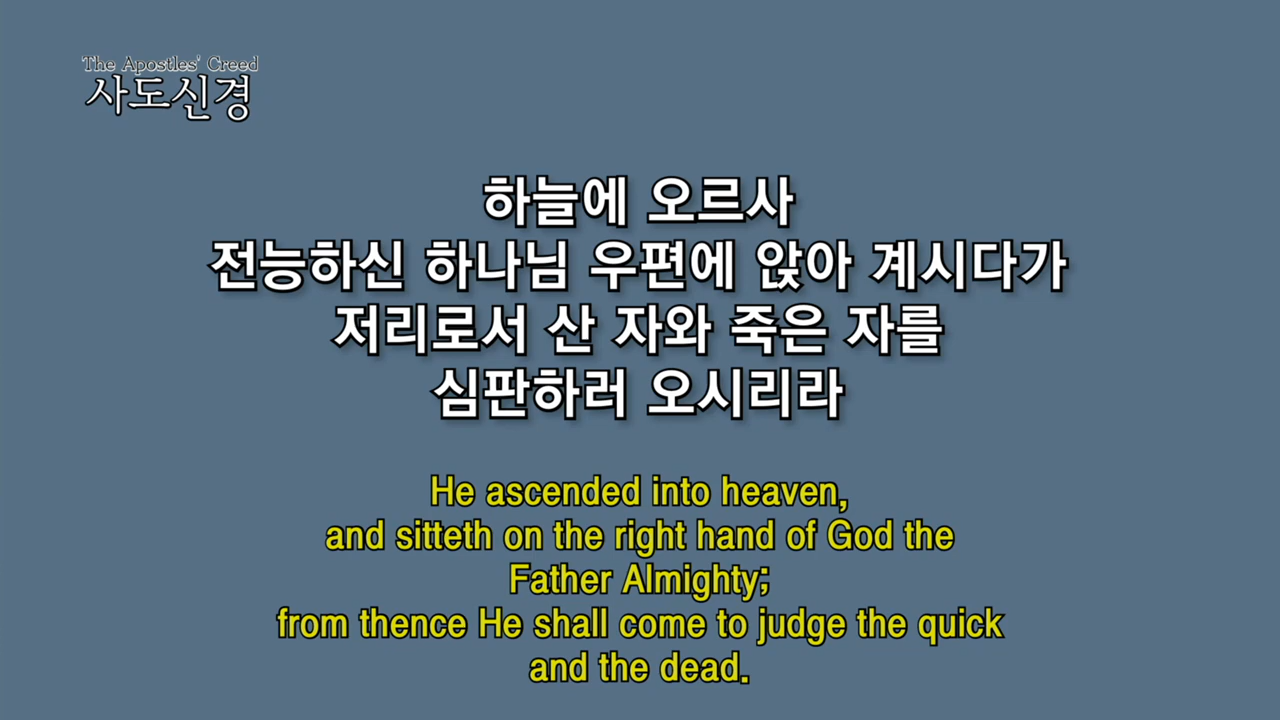 The Apostles' Creed
사도신경
하늘에 오르사
전능하신 하나님 우편에 앉아 계시다가
저리로서 산 자와 죽은 자를
심판하러 오시리라
He ascended into heaven,
and sitteth on the right hand of God the
Father Almighty;
from thence He shall come to judge the quick
and the dead.